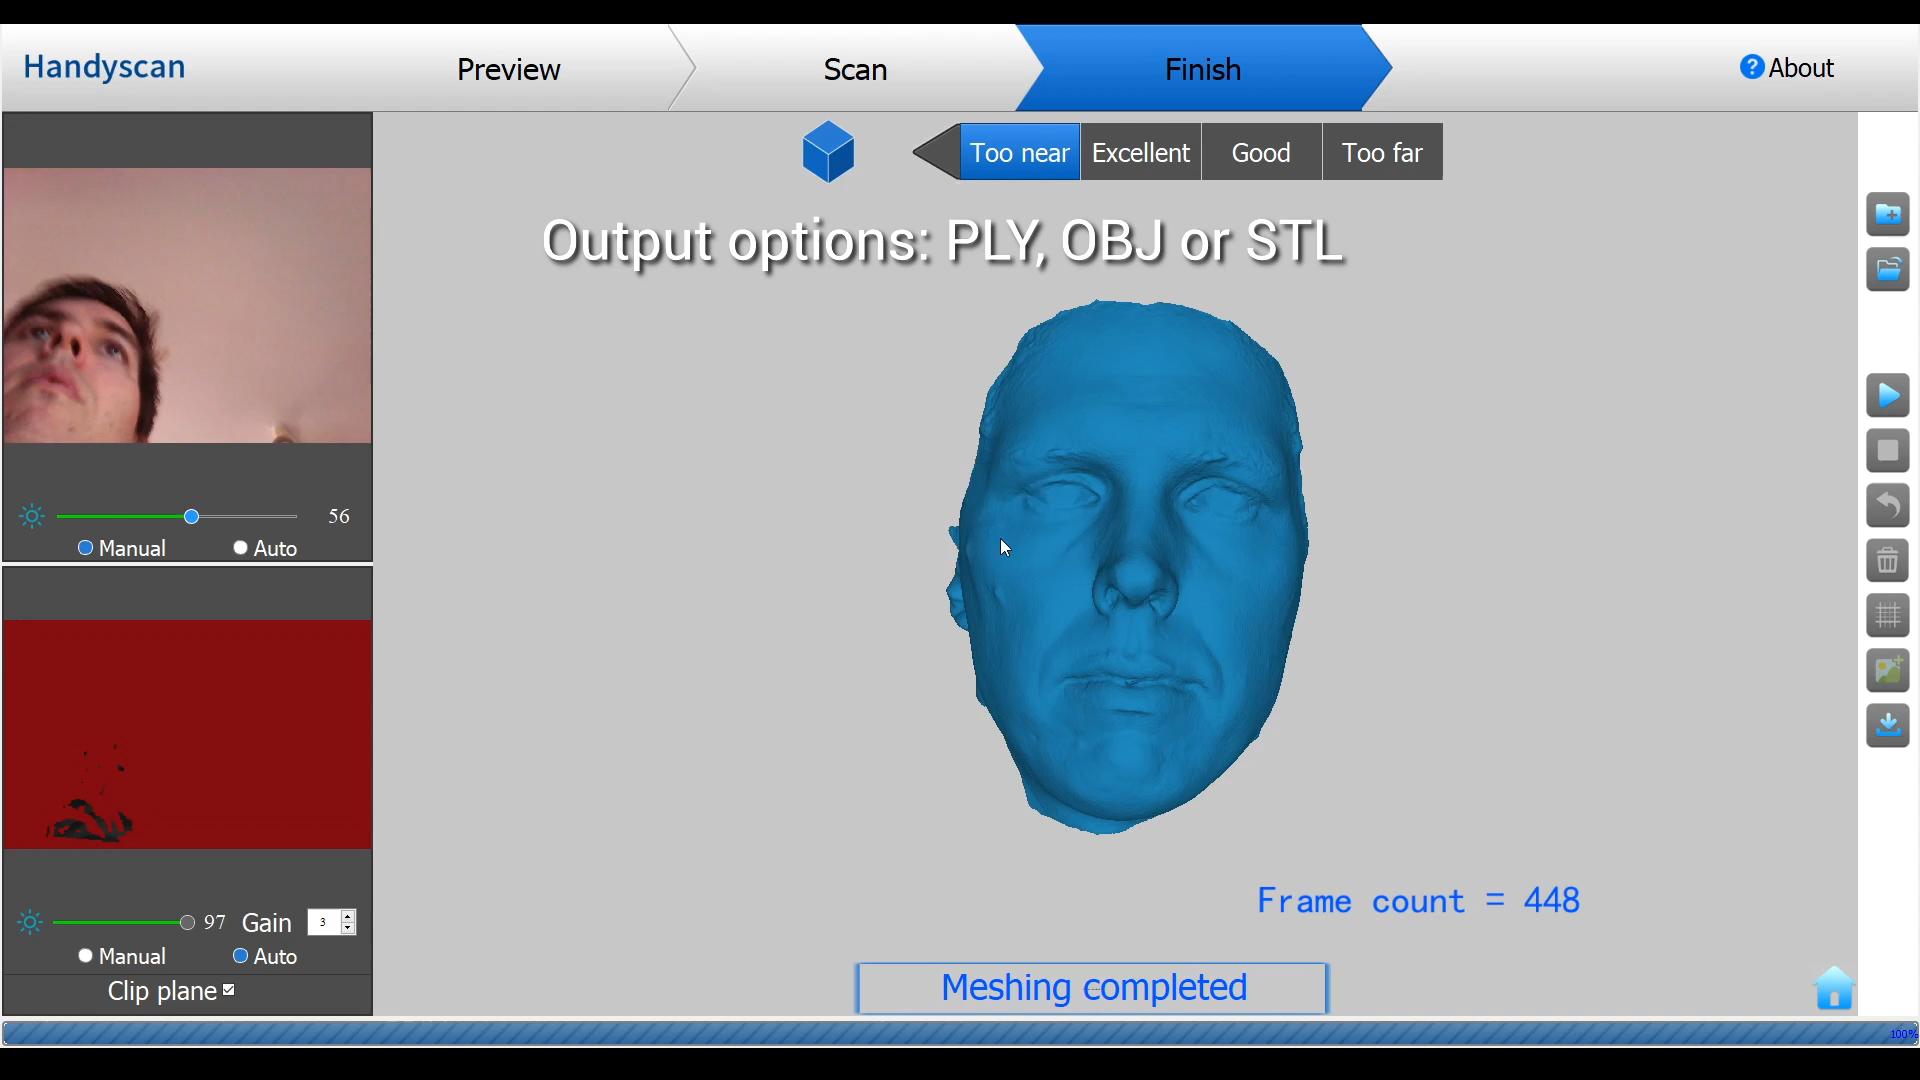 Handyscan
Preview
Scan
Finish
? About
Too near
Excellent
Good
Too far
Output options: PLY, OBJ or STL
56
Manual
Auto
97
Gain
3
Manual
Auto
Clip plane
Frame count = 448
Meshing completed
100%